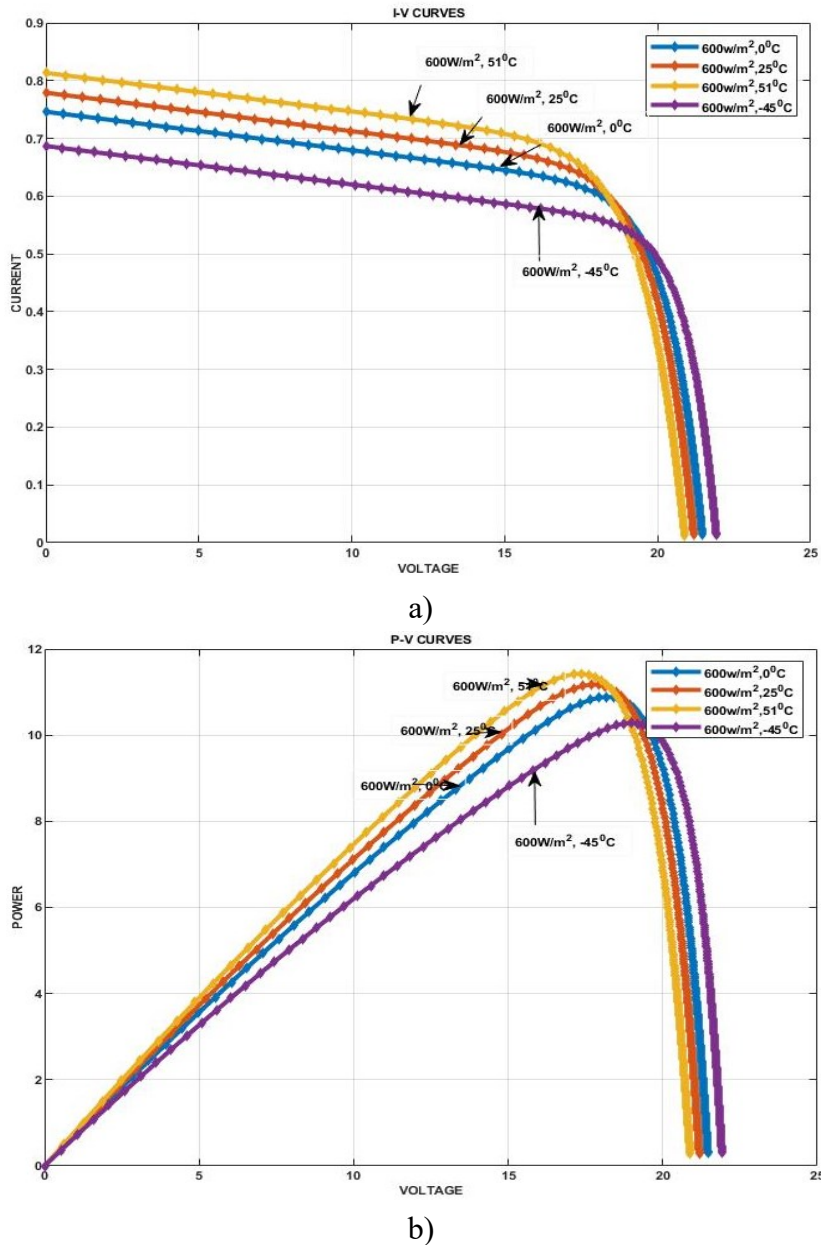 I-V CURVES
0.9
0.8
0.7
0.6
0.5
0.4
0.3
0.2
0.1
0
CURRENT
600W/m², 51⁰C
600W/m², 25⁰C
600W/m², 0⁰C
600W/m², -45⁰C
600w/m²,0⁰C
600w/m²,25⁰C
600w/m²,51⁰C
600w/m²,-45⁰C
0 5 10 15 20 25
VOLTAGE
a)
P-V CURVES
12
10
8
6
4
2
0
POWER
600W/m², 51⁰C
600W/m², 25⁰C
600W/m², 0⁰C
600W/m², -45⁰C
600w/m²,0⁰C
600w/m²,25⁰C
600w/m²,51⁰C
600w/m²,-45⁰C
0 5 10 15 20 25
VOLTAGE
b)